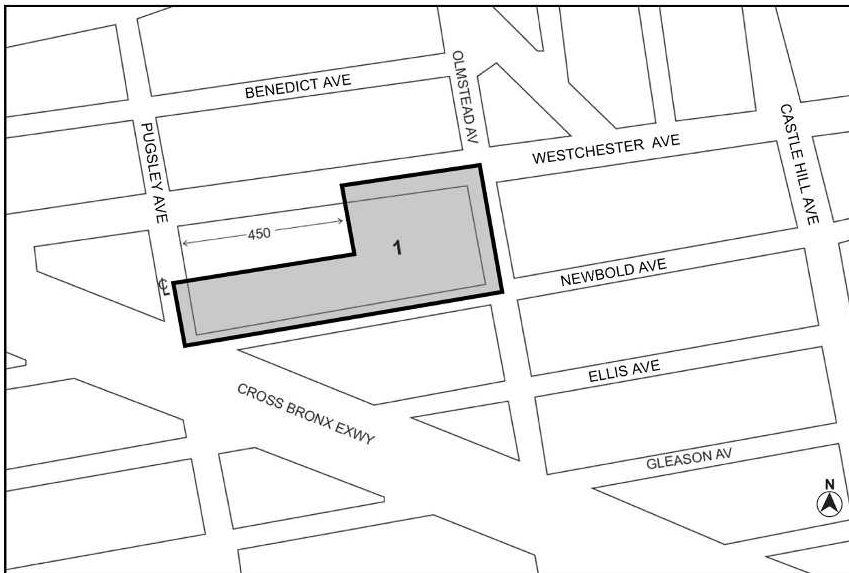 BENEDICT AVE
OLMSTEAD AV
PUGSLEY AVE
WESTCHESTER AVE
CASTLE HILL AVE
450
1
NEWBOLD AVE
℄
ELLIS AVE
CROSS BRONX EXWY
GLEASON AV
N